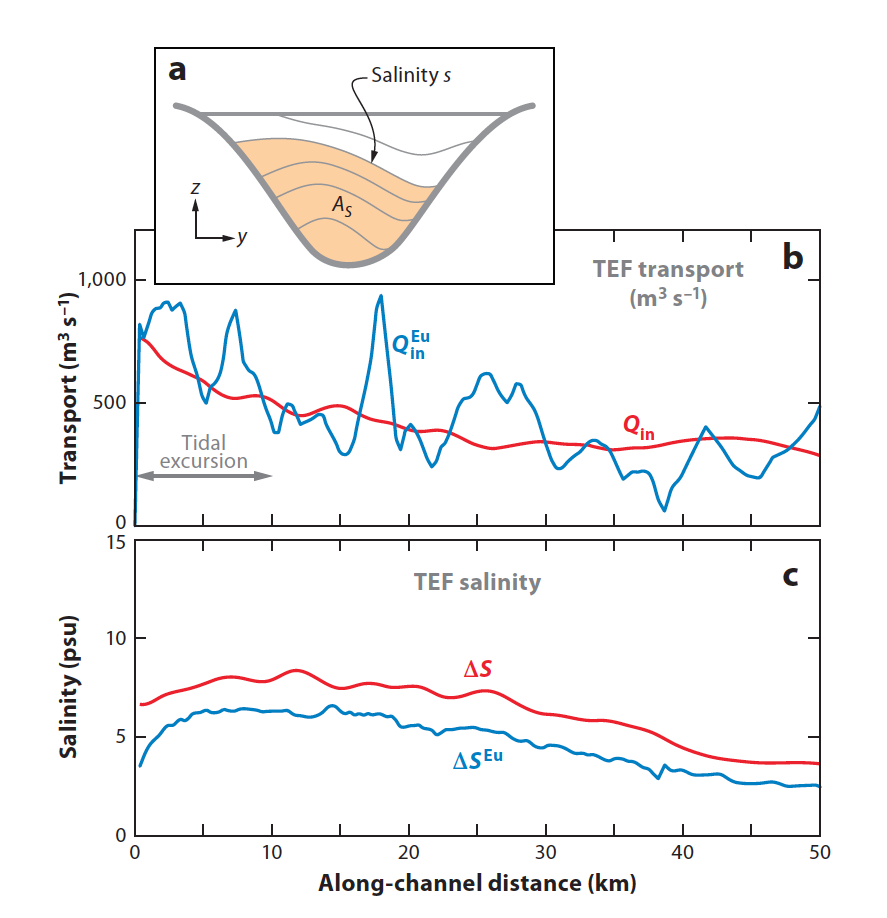 a
Salinity s
A_S
z
y
b
TEF transport
(m³ s⁻¹)
Transport (m³ s⁻¹)
1,000
500
0
Q_in^Eu
Q_in
Tidal
excursion
c
TEF salinity
Salinity (psu)
15
10
5
0
ΔS
ΔS^Eu
0 10 20 30 40 50
Along-channel distance (km)